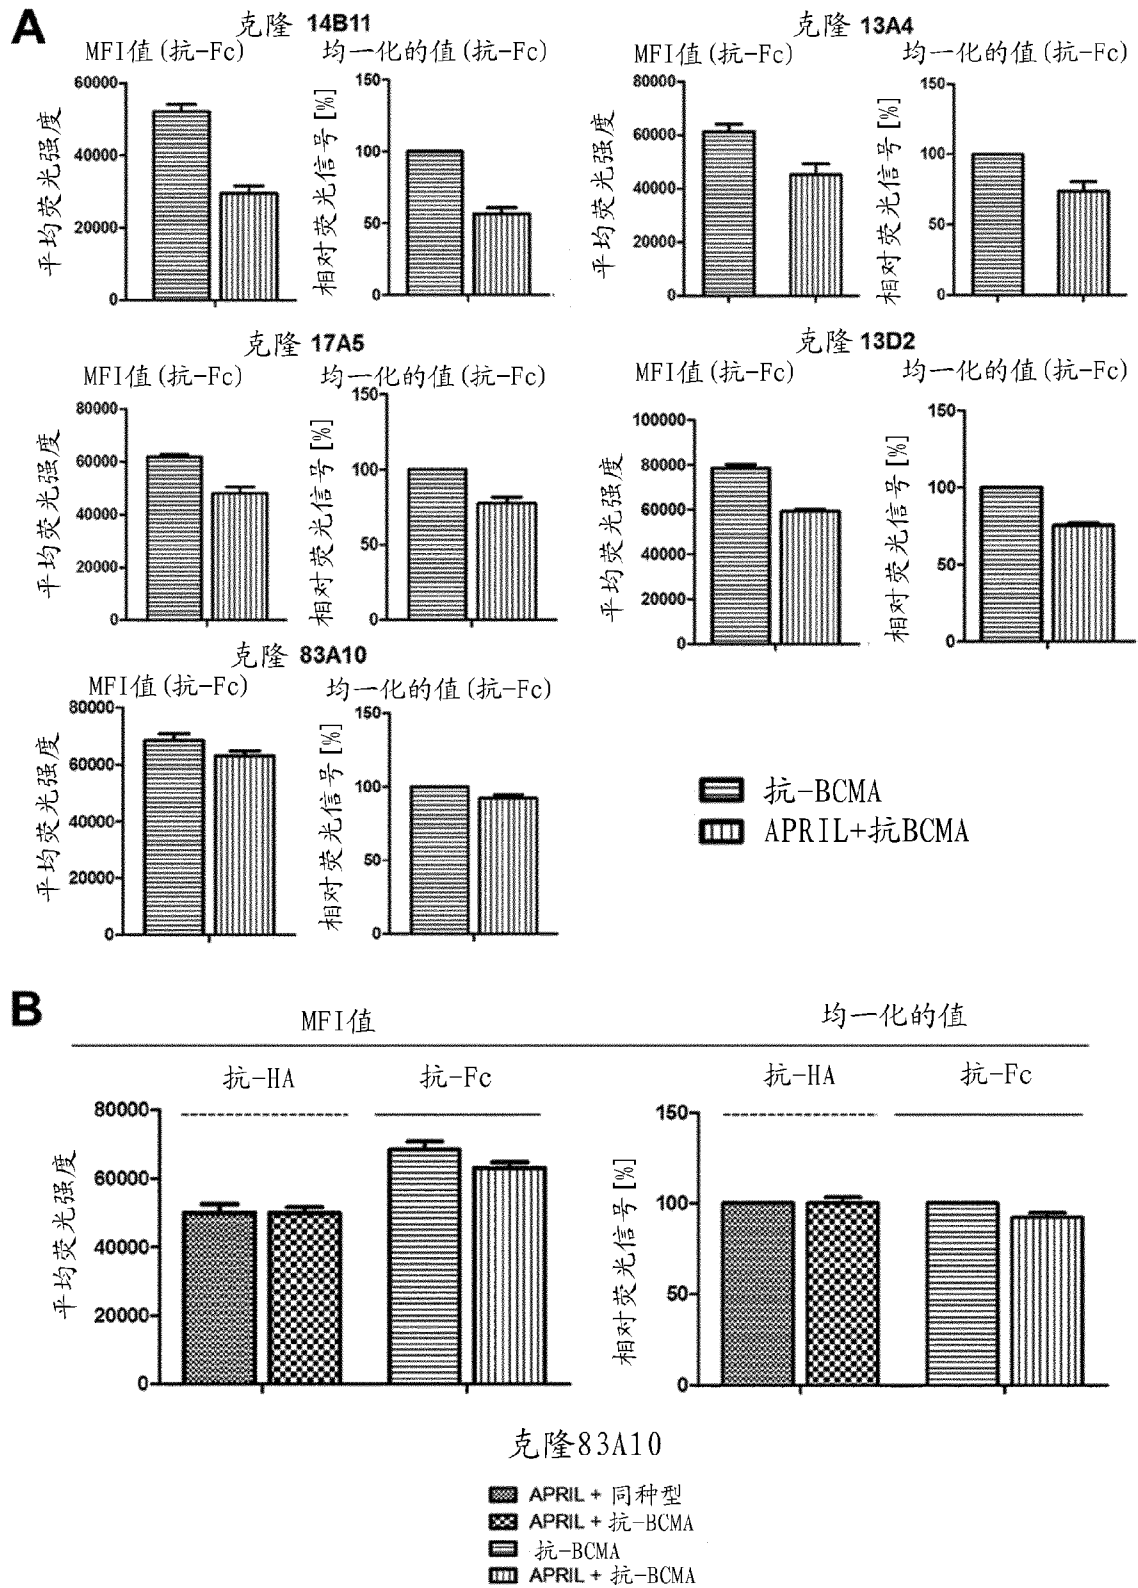 A
克隆 14B11
MFI值(抗-Fc)
均一化的值(抗-Fc)
平均荧光强度
60000
40000
20000
0
相对荧光信号[%]
150
100
50
0
克隆 13A4
MFI值(抗-Fc)
均一化的值(抗-Fc)
平均荧光强度
80000
60000
40000
20000
0
相对荧光信号[%]
150
100
50
0
克隆 17A5
MFI值(抗-Fc)
均一化的值(抗-Fc)
平均荧光强度
80000
60000
40000
20000
0
相对荧光信号[%]
150
100
50
0
克隆 13D2
MFI值(抗-Fc)
均一化的值(抗-Fc)
平均荧光强度
100000
80000
60000
40000
20000
0
相对荧光信号[%]
150
100
50
0
克隆 83A10
MFI值(抗-Fc)
均一化的值(抗-Fc)
平均荧光强度
80000
60000
40000
20000
0
相对荧光信号[%]
150
100
50
0
抗-BCMA
APRIL+抗BCMA
B
MFI值
均一化的值
抗-HA
抗-Fc
抗-HA
抗-Fc
平均荧光强度
80000
60000
40000
20000
0
相对荧光信号[%]
150
100
50
0
克隆83A10
APRIL + 同种型
APRIL + 抗-BCMA
抗-BCMA
APRIL + 抗-BCMA